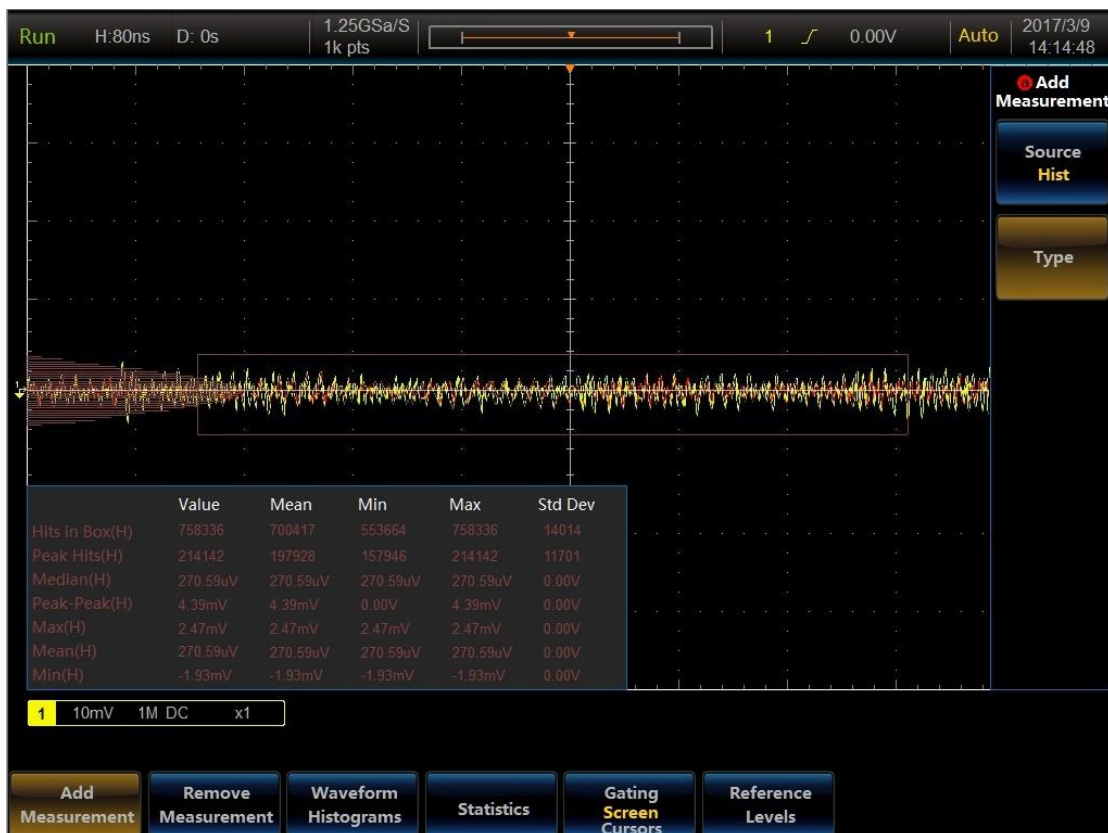 Run H:80ns D: 0s 1.25GSa/S 1 0.00V Auto 2017/3/9
1k pts 14:14:48
a Add
Measurement
Source
Hist
Type
1
Value Mean Min Max Std Dev
Hits in Box(H) 758336 700417 553664 758336 14014
Peak Hits(H) 214142 197928 157946 214142 11701
Median(H) 270.59uV 270.59uV 270.59uV 270.59uV 0.00V
Peak-Peak(H) 4.39mV 4.39mV 0.00V 4.39mV 0.00V
Max(H) 2.47mV 2.47mV 2.47mV 2.47mV 0.00V
Mean(H) 270.59uV 270.59uV 270.59uV 270.59uV 0.00V
Min(H) -1.93mV -1.93mV -1.93mV -1.93mV 0.00V
1 10mV 1M DC x1
Add
Measurement
Remove
Measurement
Waveform
Histograms
Statistics
Gating
Screen
Cursors
Reference
Levels